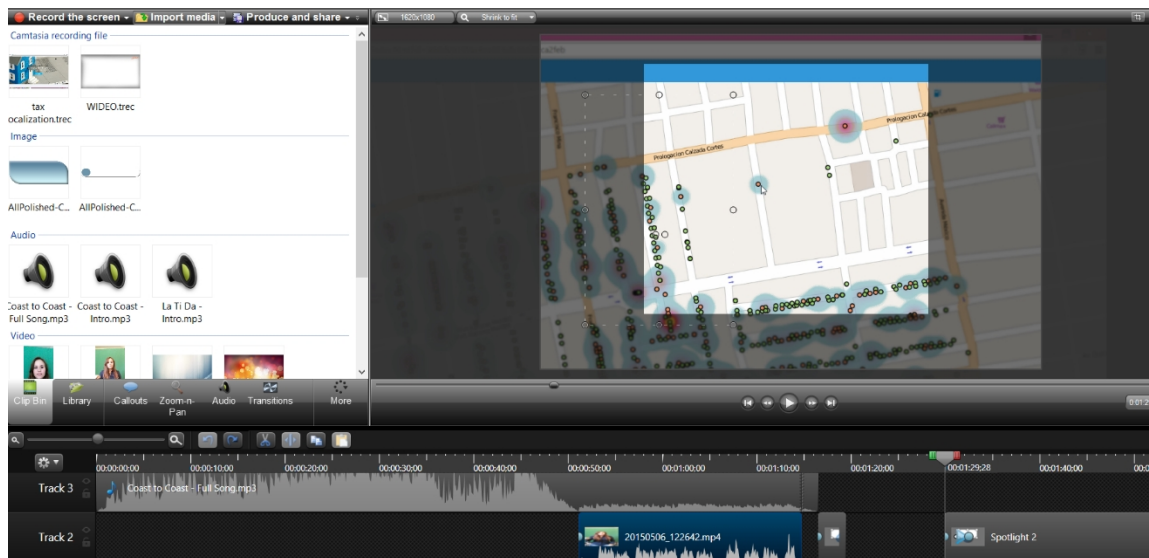 Record the screen
Import media
Produce and share
1620x1080
Shrink to fit
Camtasia recording file
tax
ocalization.trec
WIDEO.trec
Image
AllPolished-C...
AllPolished-C...
Audio
Coast to Coast -
Full Song.mp3
Coast to Coast -
Intro.mp3
La Ti Da -
Intro.mp3
Video
Prolongacion Calzada Cortes
Clip Bin
Library
Callouts
Zoom-n-
Pan
Audio
Transitions
More
00:00:00:00
00:00:10:00
00:00:20:00
00:00:30:00
00:00:40:00
00:00:50:00
00:01:00:00
00:01:10:00
00:01:20:00
00:01:29:28
00:01:40:00
Track 3
Coast to Coast - Full Song.mp3
Track 2
20150506_122642.mp4
Spotlight 2